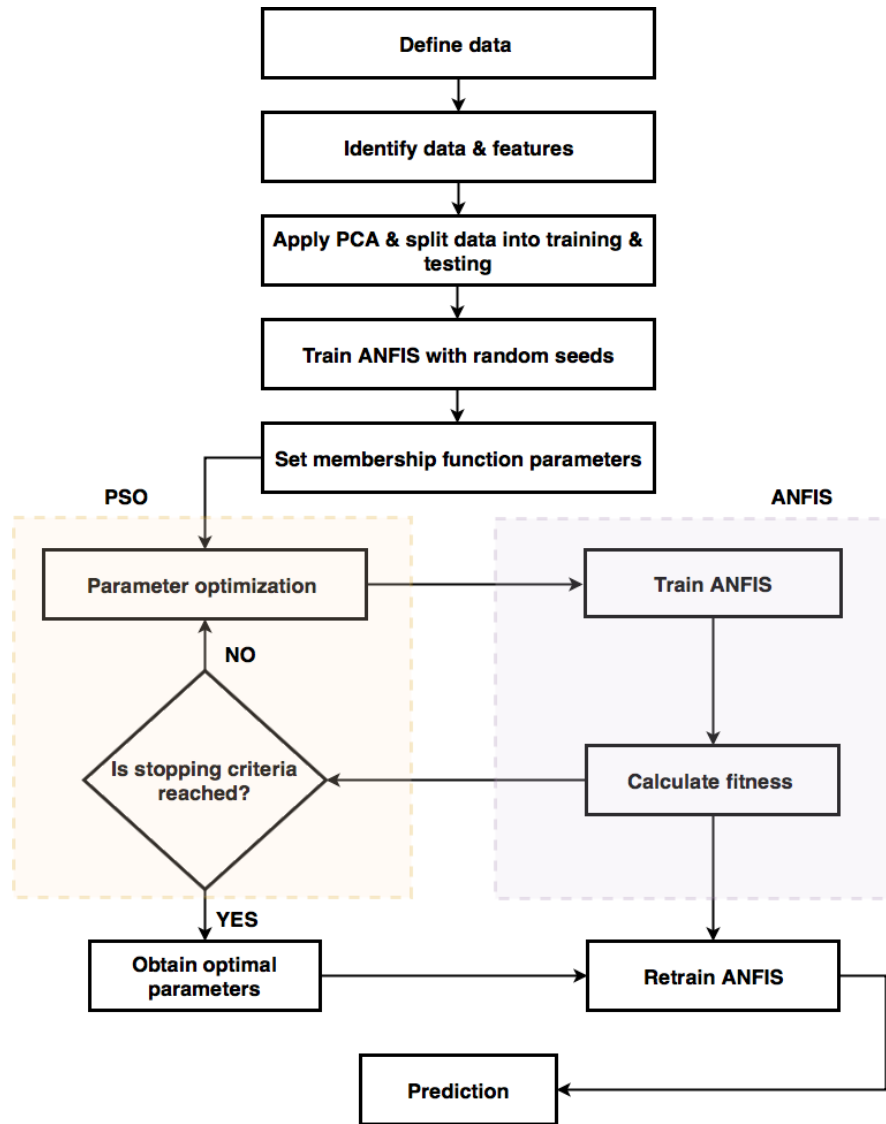 Define data
Identify data & features
Apply PCA & split data into training &
testing
Train ANFIS with random seeds
Set membership function parameters
PSO
ANFIS
Parameter optimization
Train ANFIS
NO
Is stopping criteria
reached?
Calculate fitness
YES
Obtain optimal
parameters
Retrain ANFIS
Prediction